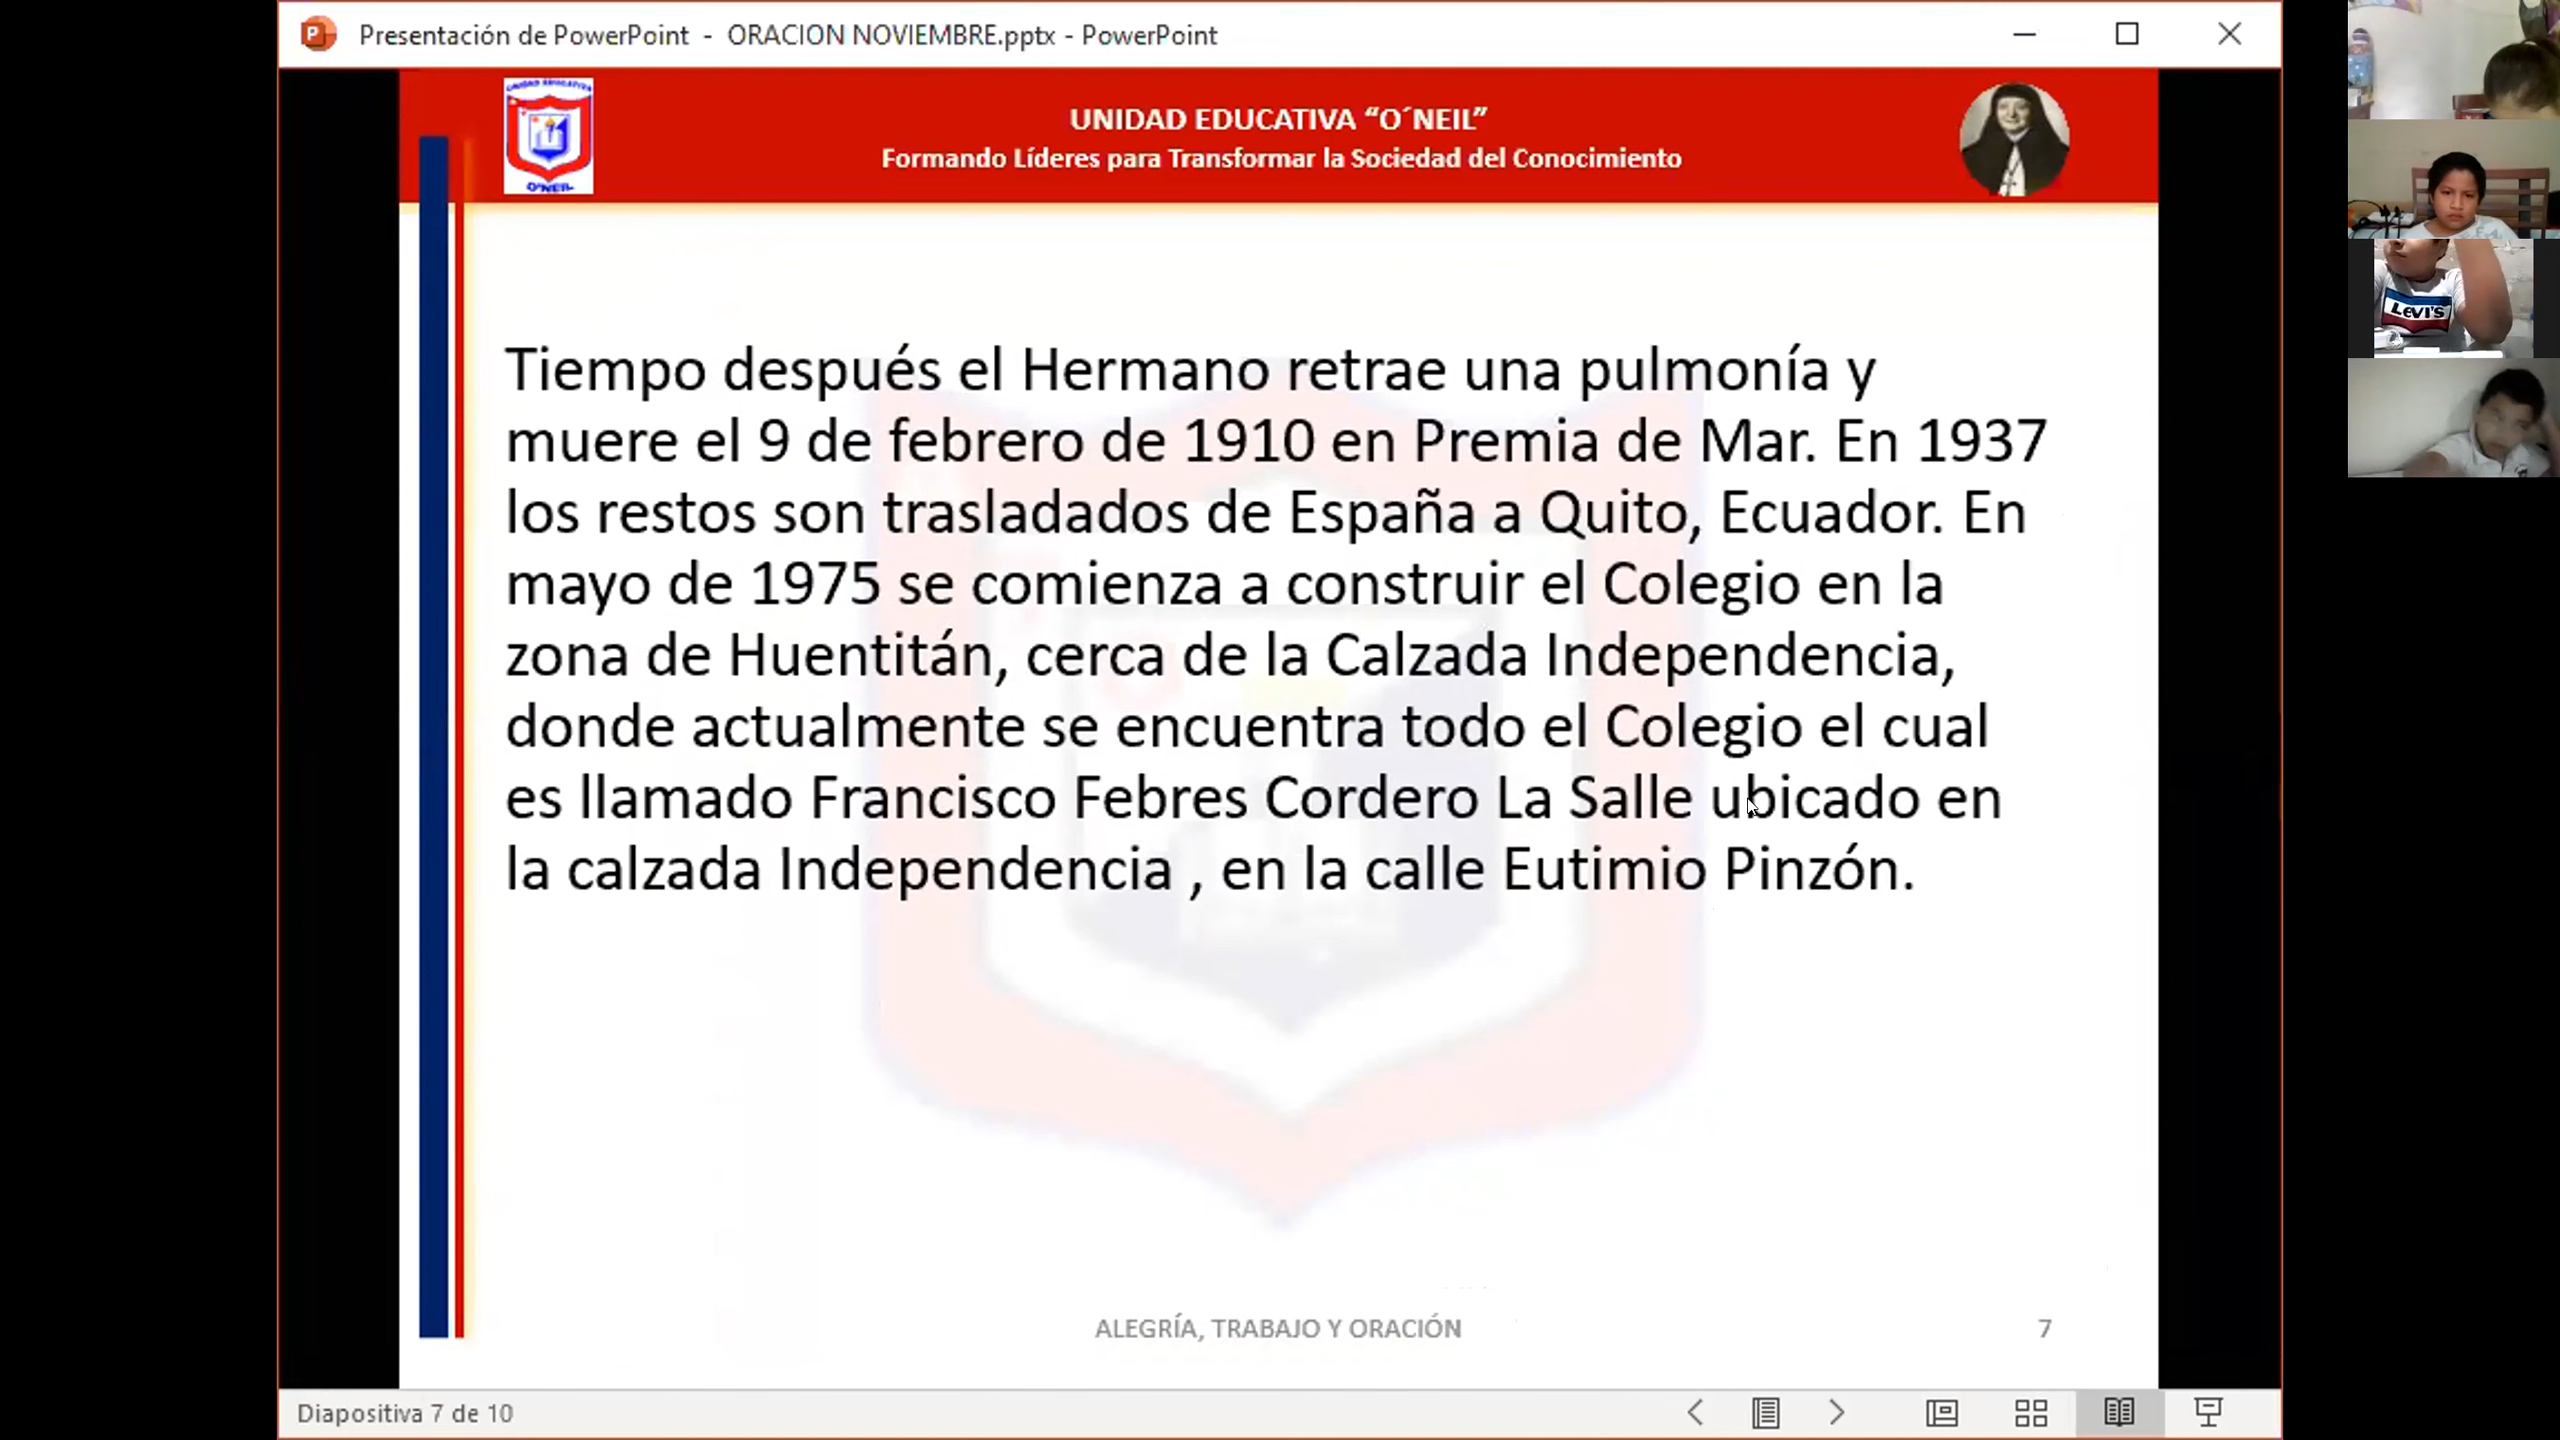 Presentación de PowerPoint - ORACION NOVIEMBRE.pptx - PowerPoint
UNIDAD EDUCATIVA
O'NEIL
UNIDAD EDUCATIVA “O´NEIL”
Formando Líderes para Transformar la Sociedad del Conocimiento
LEVI'S
Tiempo después el Hermano retrae una pulmonía y
muere el 9 de febrero de 1910 en Premia de Mar. En 1937
los restos son trasladados de España a Quito, Ecuador. En
mayo de 1975 se comienza a construir el Colegio en la
zona de Huentitán, cerca de la Calzada Independencia,
donde actualmente se encuentra todo el Colegio el cual
es llamado Francisco Febres Cordero La Salle ubicado en
la calzada Independencia , en la calle Eutimio Pinzón.
ALEGRÍA, TRABAJO Y ORACIÓN
7
Diapositiva 7 de 10